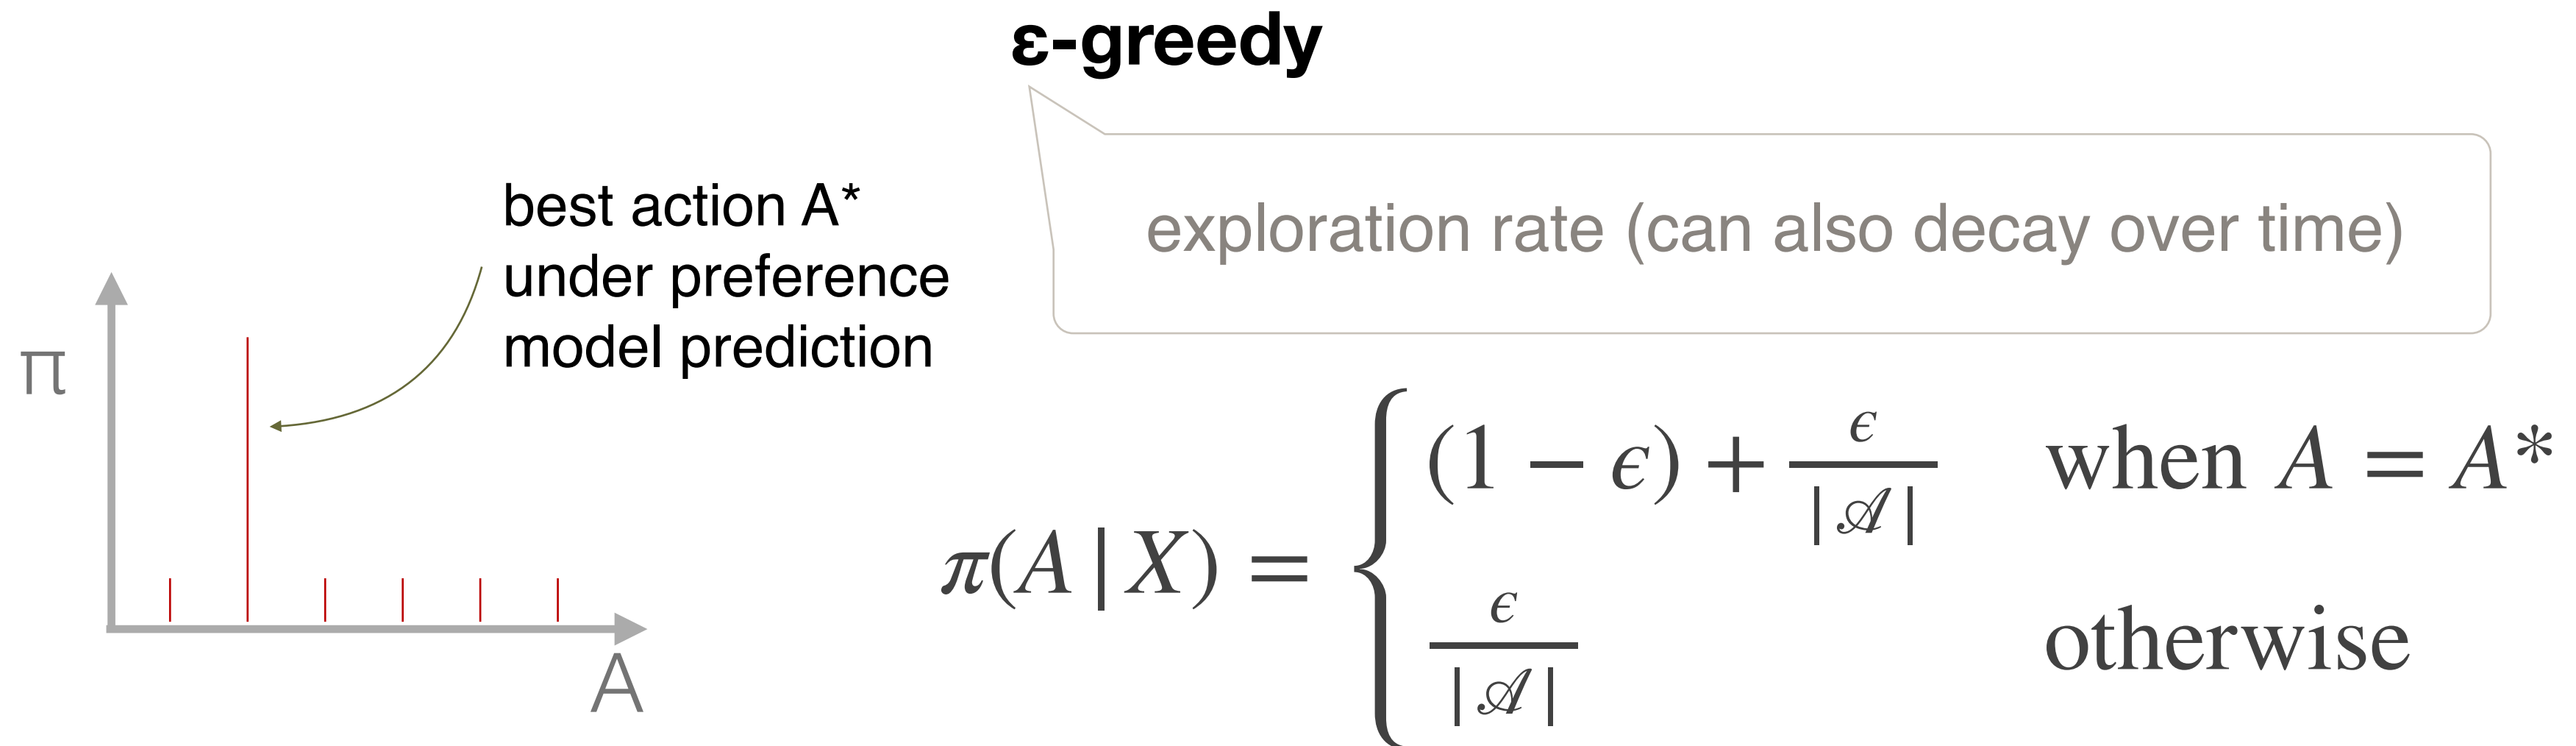 ε-greedy
best action A*
under preference
model prediction
exploration rate (can also decay over time)
π
A
π(A | X) = { (1 − ϵ) + ϵ / |𝒜| when A = A*
ϵ / |𝒜| otherwise